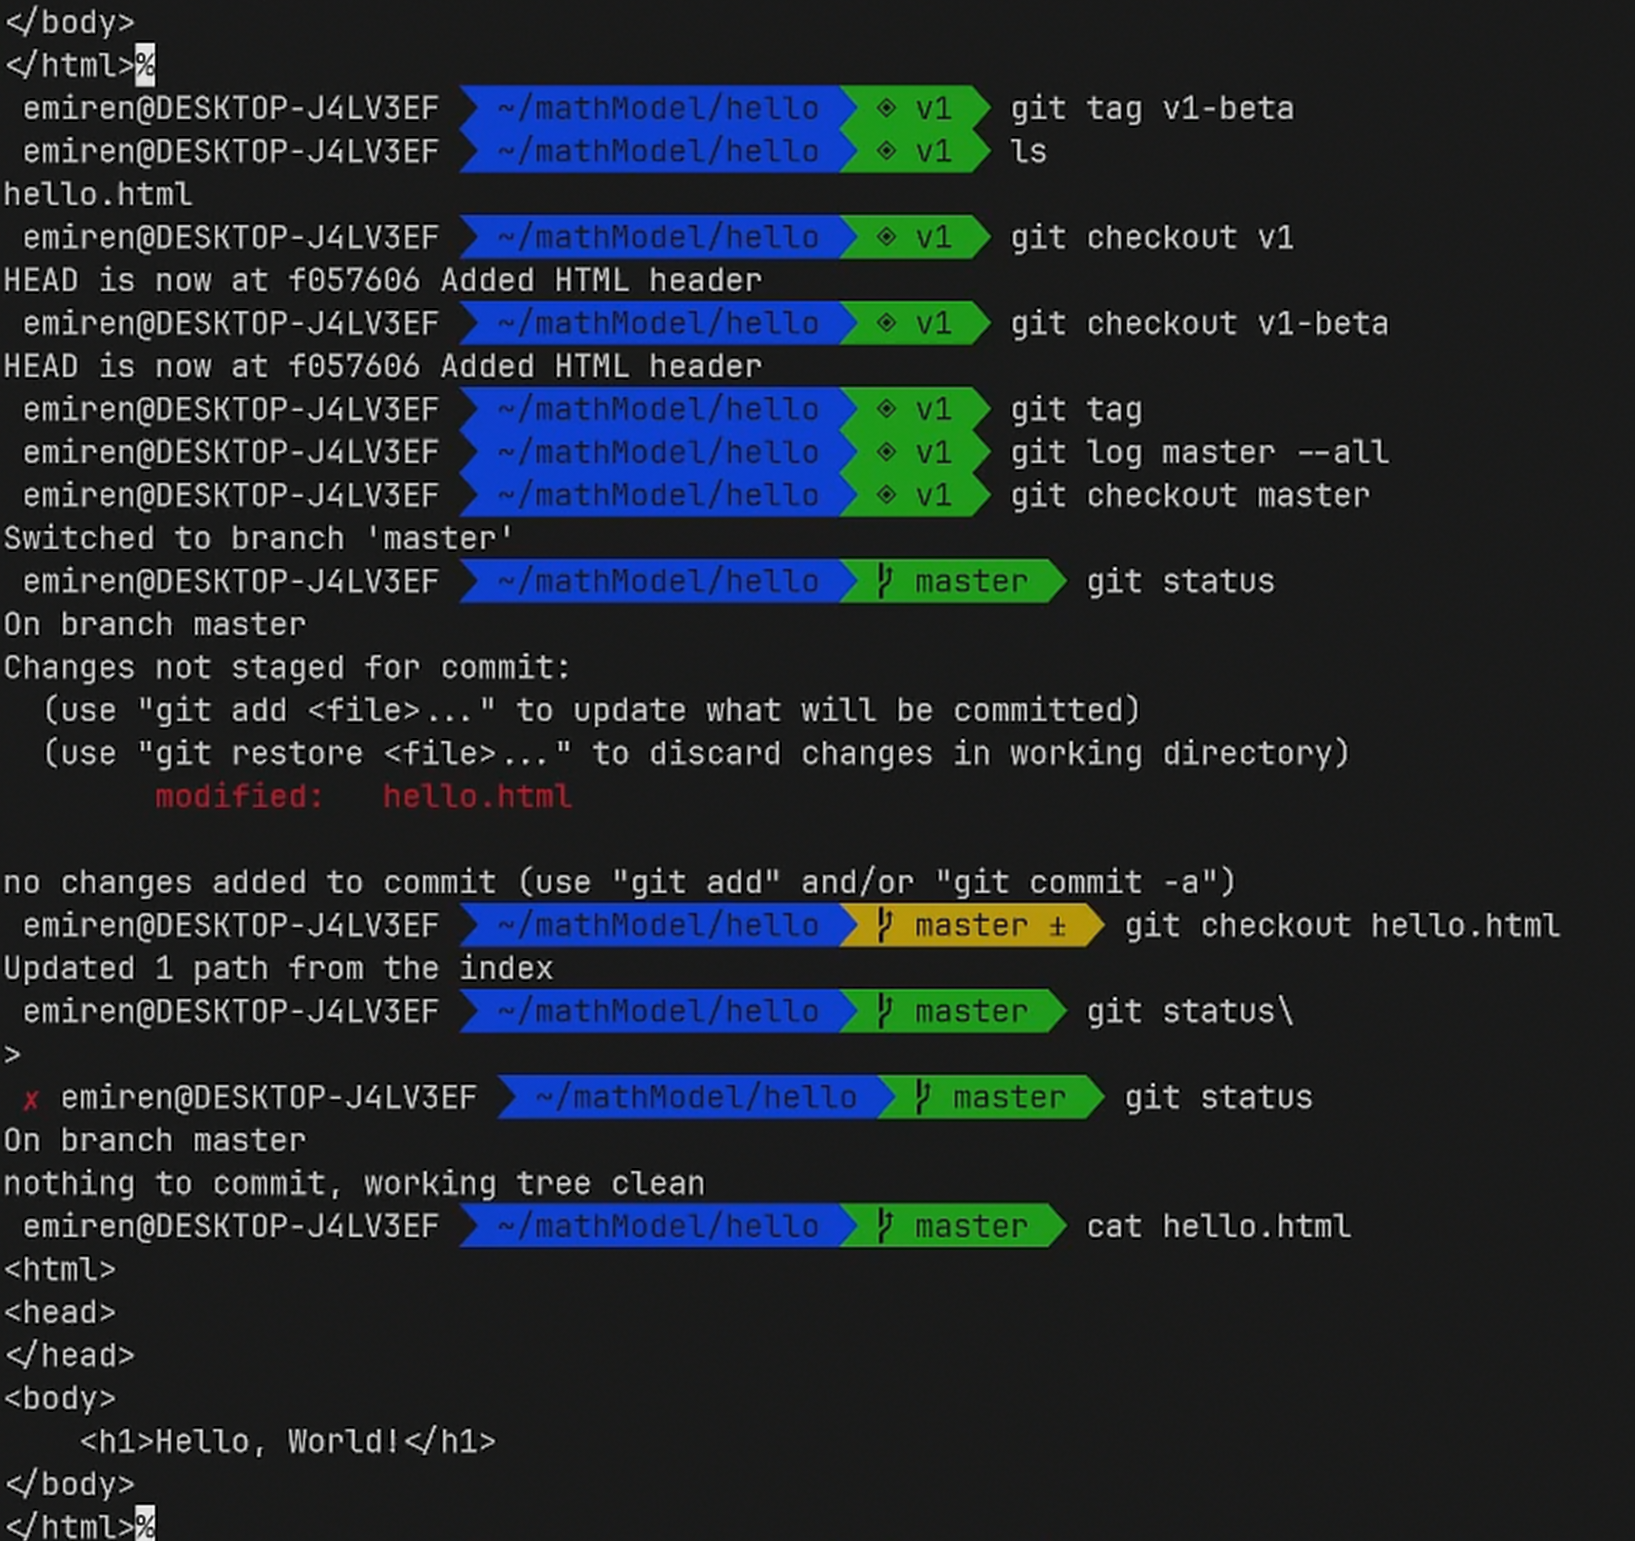 </body>
</html>%
emiren@DESKTOP-J4LV3EF ~/mathModel/hello v1 git tag v1-beta
emiren@DESKTOP-J4LV3EF ~/mathModel/hello v1 ls
hello.html
emiren@DESKTOP-J4LV3EF ~/mathModel/hello v1 git checkout v1
HEAD is now at f057606 Added HTML header
emiren@DESKTOP-J4LV3EF ~/mathModel/hello v1 git checkout v1-beta
HEAD is now at f057606 Added HTML header
emiren@DESKTOP-J4LV3EF ~/mathModel/hello v1 git tag
emiren@DESKTOP-J4LV3EF ~/mathModel/hello v1 git log master --all
emiren@DESKTOP-J4LV3EF ~/mathModel/hello v1 git checkout master
Switched to branch 'master'
emiren@DESKTOP-J4LV3EF ~/mathModel/hello master git status
On branch master
Changes not staged for commit:
  (use "git add <file>..." to update what will be committed)
  (use "git restore <file>..." to discard changes in working directory)
        modified:   hello.html
no changes added to commit (use "git add" and/or "git commit -a")
emiren@DESKTOP-J4LV3EF ~/mathModel/hello master ± git checkout hello.html
Updated 1 path from the index
emiren@DESKTOP-J4LV3EF ~/mathModel/hello master git status\
>
✗ emiren@DESKTOP-J4LV3EF ~/mathModel/hello master git status
On branch master
nothing to commit, working tree clean
emiren@DESKTOP-J4LV3EF ~/mathModel/hello master cat hello.html
<html>
<head>
</head>
<body>
    <h1>Hello, World!</h1>
</body>
</html>%